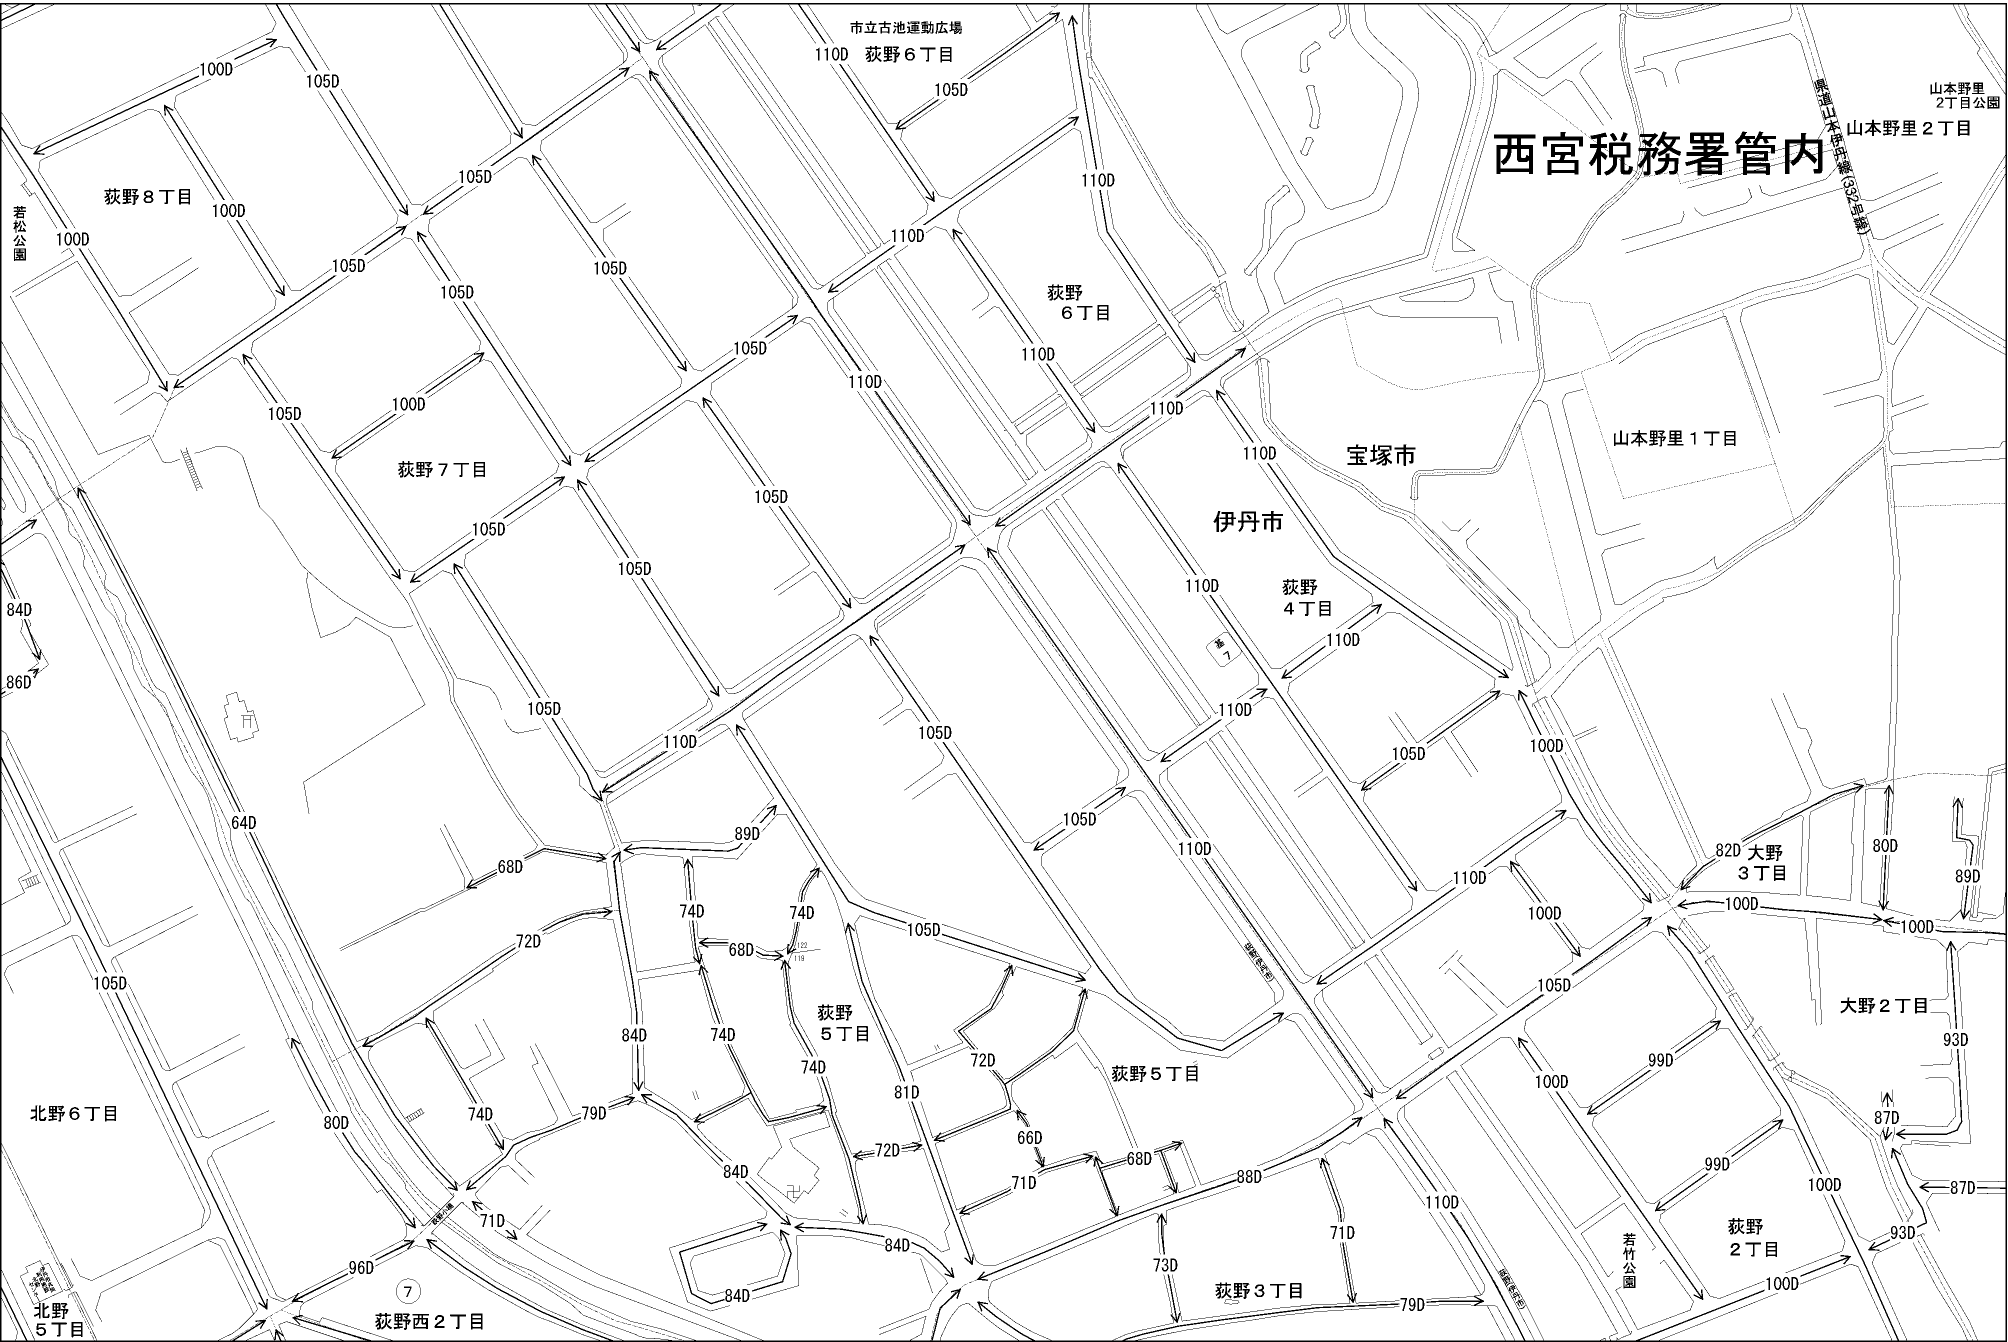 市立古池運動広場
荻野６丁目
110D
100D
105D
105D
山本野里
２丁目公園
山本野里２丁目
西宮税務署管内
県道山本伊丹線(332号線)
105D
110D
荻野８丁目
100D
若松公園
100D
105D
105D
110D
105D
105D
荻野
６丁目
105D
110D
110D
100D
105D
110D
110D
荻野７丁目
105D
105D
110D
宝塚市
山本野里１丁目
伊丹市
105D
110D
荻野
４丁目
84D
110D
基
7
86D
105D
110D
105D
110D
105D
100D
105D
64D
89D
105D
110D
82D
大野
３丁目
80D
89D
68D
110D
74D
74D
100D
100D
100D
72D
68D
122
119
105D
105D
105D
荻野
５丁目
大野２丁目
84D
74D
93D
72D
74D
荻野５丁目
99D
100D
北野６丁目
80D
74D
79D
81D
87D
66D
72D
68D
99D
84D
71D
88D
110D
100D
87D
71D
84D
71D
荻野
２丁目
93D
96D
73D
若竹公園
7
84D
荻野３丁目
79D
100D
北野
５丁目
荻野西２丁目